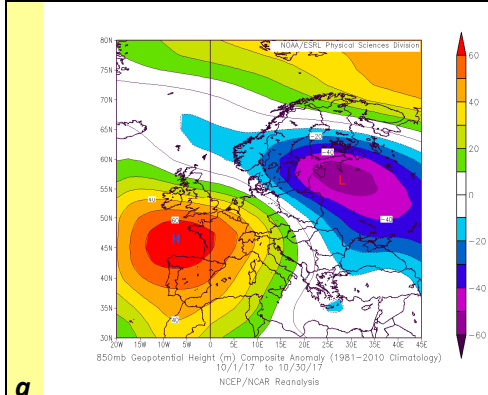 NOAA/ESRL Physical Sciences Division
80N
75N
70N
65N
60N
55N
50N
45N
40N
35N
30N
20W 15W 10W 5W 0 5E 10E 15E 20E 25E 30E 35E 40E 45E
-20
-40
L
40
60
H
-40
40
60
40
20
0
-20
-40
-60
850mb Geopotential Height (m) Composite Anomaly (1981-2010 Climatology)
10/1/17 to 10/30/17
NCEP/NCAR Reanalysis
a